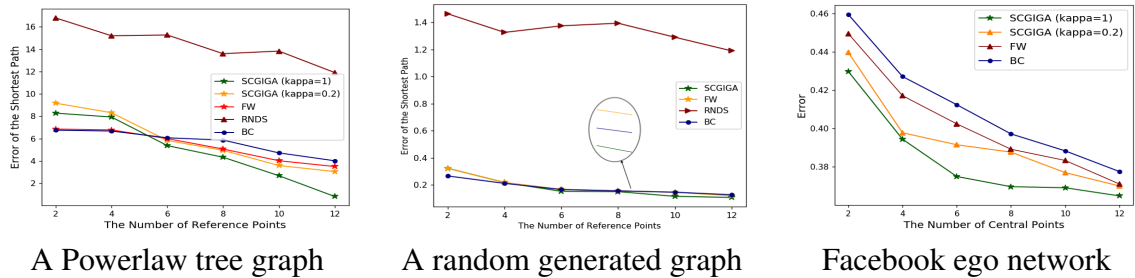 Error of the Shortest Path
16
14
12
10
8
6
4
2
SCGIGA (kappa=1)
SCGIGA (kappa=0.2)
FW
RNDS
BC
2 4 6 8 10 12
The Number of Reference Points
A Powerlaw tree graph
Error of the Shortest Path
1.4
1.2
1.0
0.8
0.6
0.4
0.2
SCGIGA
FW
RNDS
BC
2 4 6 8 10 12
The Number of Reference Points
A random generated graph
Error
0.46
0.44
0.42
0.40
0.38
SCGIGA (kappa=1)
SCGIGA (kappa=0.2)
FW
BC
2 4 6 8 10 12
The Number of Central Points
Facebook ego network